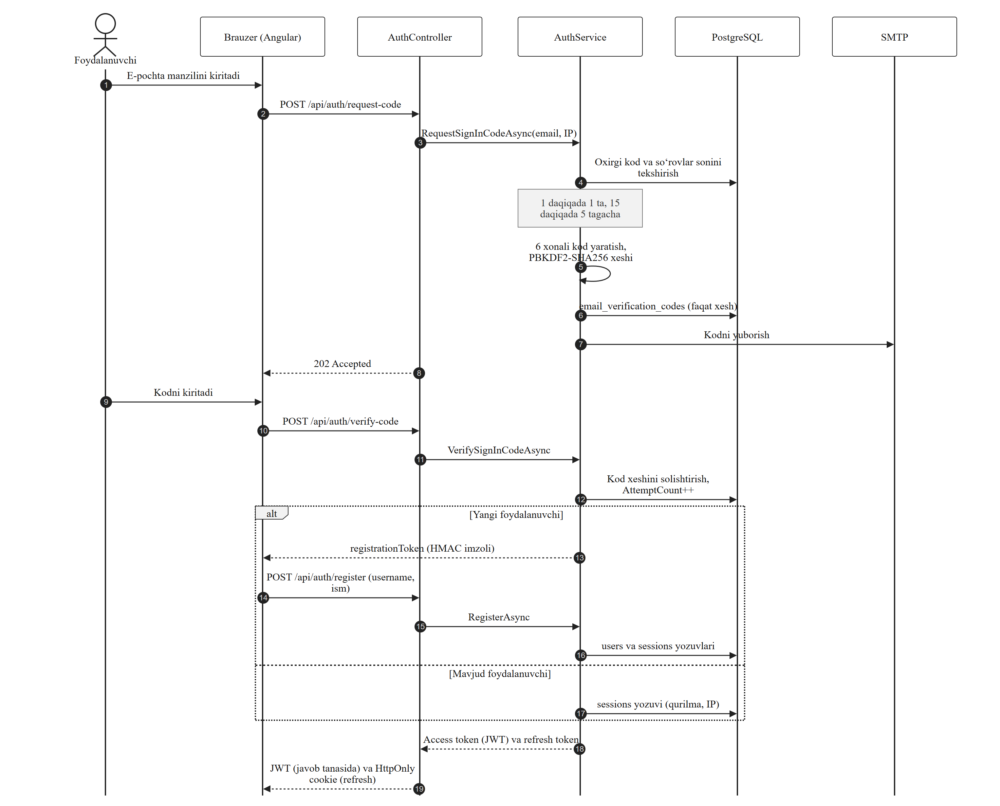 Foydalanuvchi
Brauzer (Angular)
AuthController
AuthService
PostgreSQL
SMTP
E-pochta manzilini kiritadi
1
POST /api/auth/request-code
2
RequestSignInCodeAsync(email, IP)
3
Oxirgi kod va so‘rovlar sonini
tekshirish
4
1 daqiqada 1 ta, 15
daqiqada 5 tagacha
6 xonali kod yaratish,
PBKDF2-SHA256 xeshi
5
email_verification_codes (faqat xesh)
6
Kodni yuborish
7
202 Accepted
8
Kodni kiritadi
9
POST /api/auth/verify-code
10
VerifySignInCodeAsync
11
Kod xeshini solishtirish,
AttemptCount++
12
alt
[Yangi foydalanuvchi]
registrationToken (HMAC imzoli)
13
POST /api/auth/register (username,
ism)
14
RegisterAsync
15
users va sessions yozuvlari
16
[Mavjud foydalanuvchi]
sessions yozuvi (qurilma, IP)
17
Access token (JWT) va refresh token
18
JWT (javob tanasida) va HttpOnly
cookie (refresh)
19